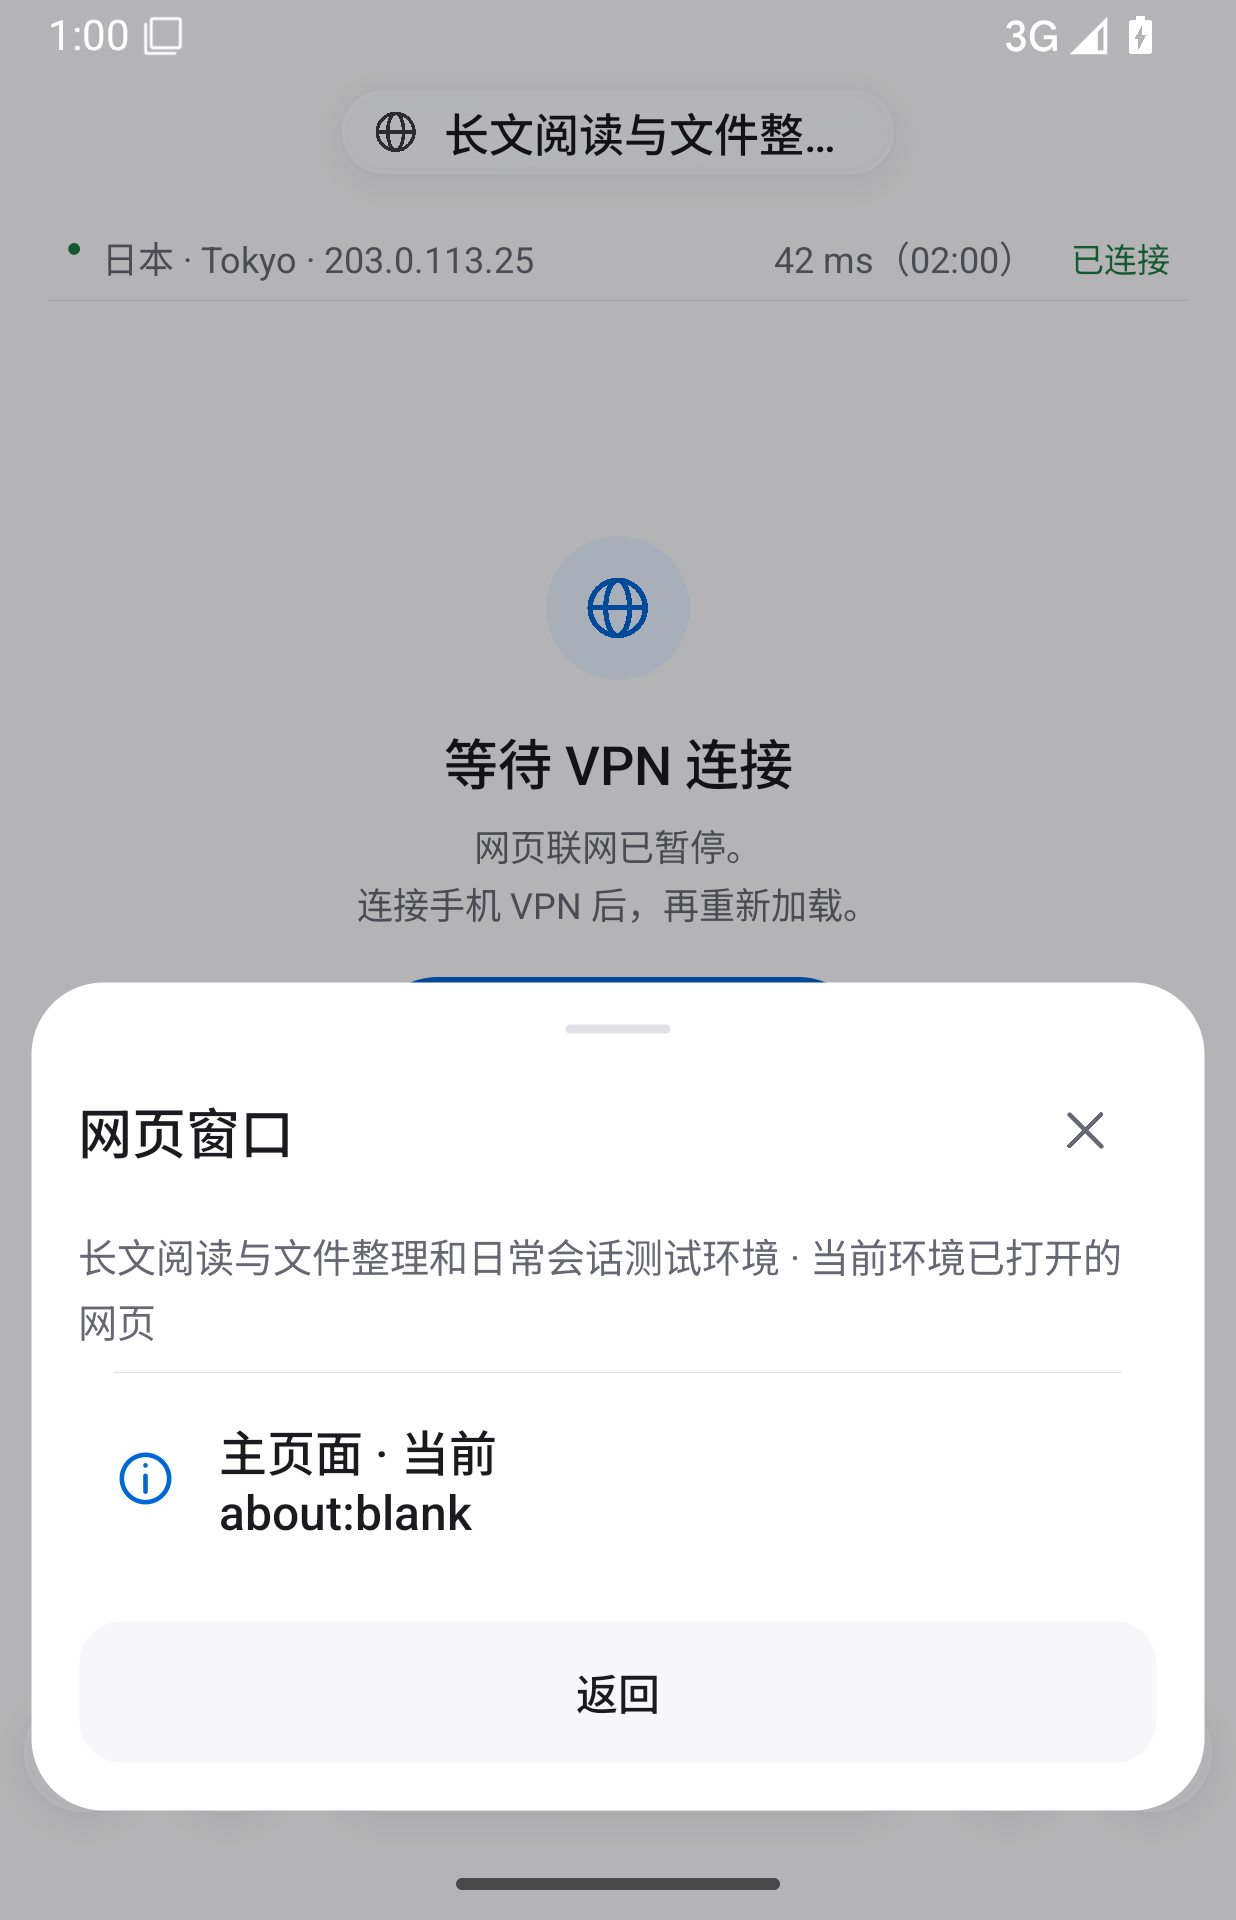 1:00
3G
长文阅读与文件整...
日本 · Tokyo · 203.0.113.25
42 ms（02:00）
已连接
等待 VPN 连接
网页联网已暂停。
连接手机 VPN 后，再重新加载。
网页窗口
长文阅读与文件整理和日常会话测试环境 · 当前环境已打开的
网页
主页面 · 当前
about:blank
返回